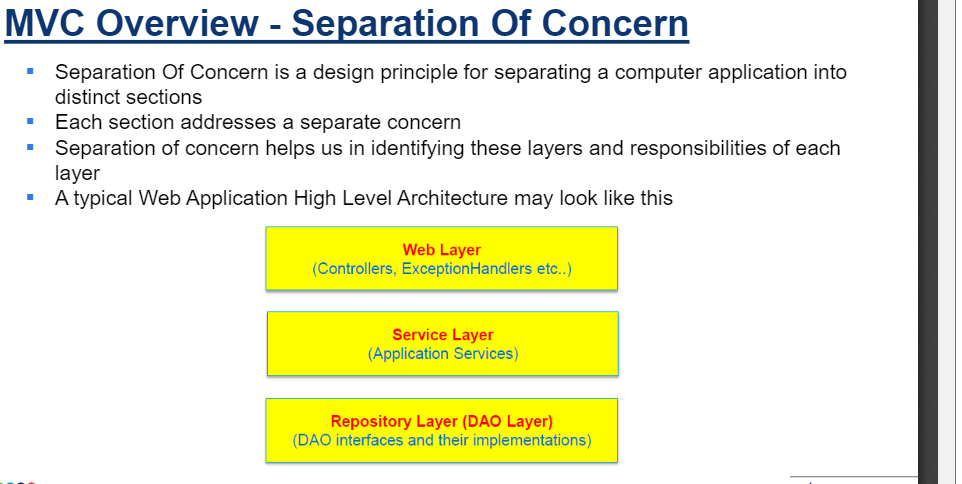 MVC Overview - Separation Of Concern
Separation Of Concern is a design principle for separating a computer application into
distinct sections
Each section addresses a separate concern
Separation of concern helps us in identifying these layers and responsibilities of each
layer
A typical Web Application High Level Architecture may look like this
Web Layer
(Controllers, ExceptionHandlers etc..)
Service Layer
(Application Services)
Repository Layer (DAO Layer)
(DAO interfaces and their implementations)